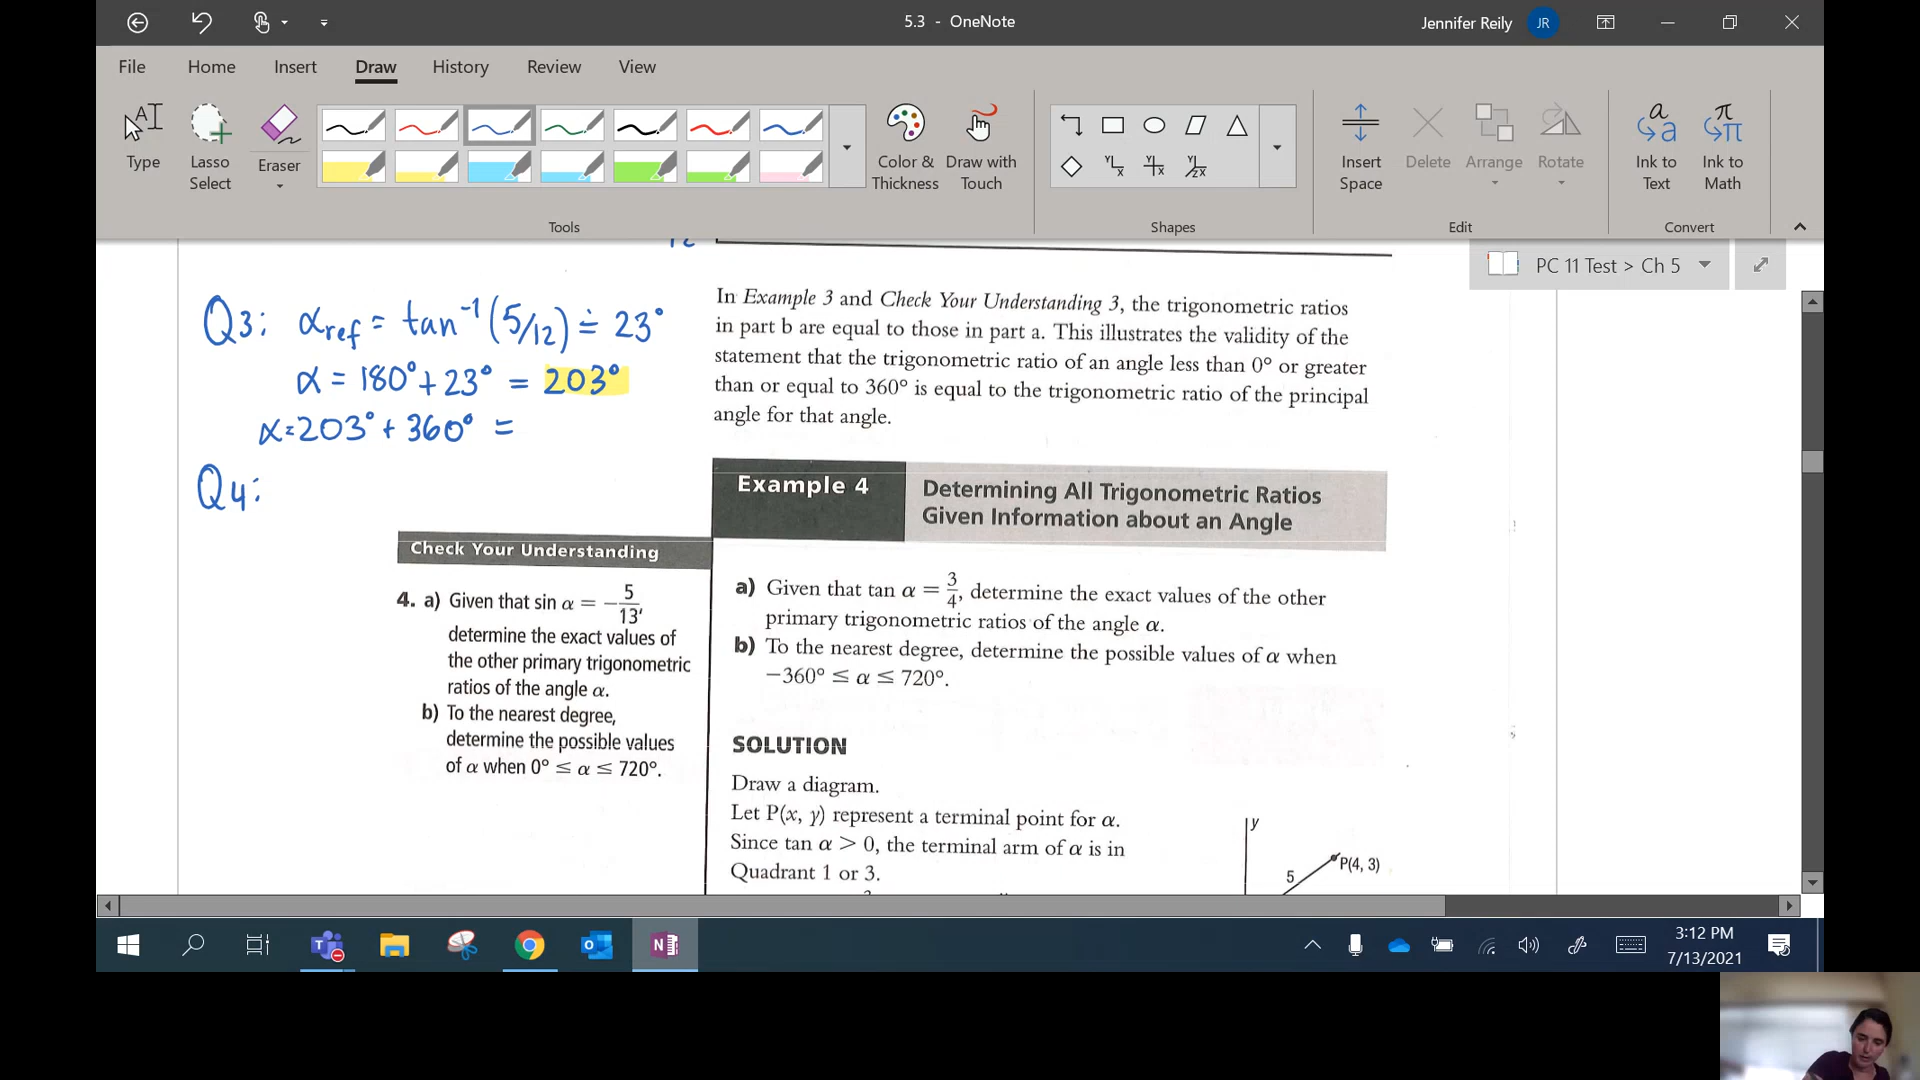 5.3 - OneNote
Jennifer Reily JR
File Home Insert Draw History Review View
Type
Lasso Select
Eraser
Color & Thickness
Draw with Touch
Insert Space
Delete
Arrange
Rotate
Ink to Text
Ink to Math
Tools Shapes Edit Convert
PC 11 Test > Ch 5
12
Q3: αref = tan⁻¹(5/12) ≐ 23°
α = 180° + 23° = 203°
α = 203° + 360° =
Q4:
In Example 3 and Check Your Understanding 3, the trigonometric ratios
in part b are equal to those in part a. This illustrates the validity of the
statement that the trigonometric ratio of an angle less than 0° or greater
than or equal to 360° is equal to the trigonometric ratio of the principal
angle for that angle.
Example 4
Determining All Trigonometric Ratios
Given Information about an Angle
Check Your Understanding
4. a) Given that sin α = −5/13,
determine the exact values of
the other primary trigonometric
ratios of the angle α.
b) To the nearest degree,
determine the possible values
of α when 0° ≤ α ≤ 720°.
a) Given that tan α = 3/4, determine the exact values of the other
primary trigonometric ratios of the angle α.
b) To the nearest degree, determine the possible values of α when
−360° ≤ α ≤ 720°.
SOLUTION
Draw a diagram.
Let P(x, y) represent a terminal point for α.
Since tan α > 0, the terminal arm of α is in
Quadrant 1 or 3.
y
P(4, 3)
5
3:12 PM
7/13/2021